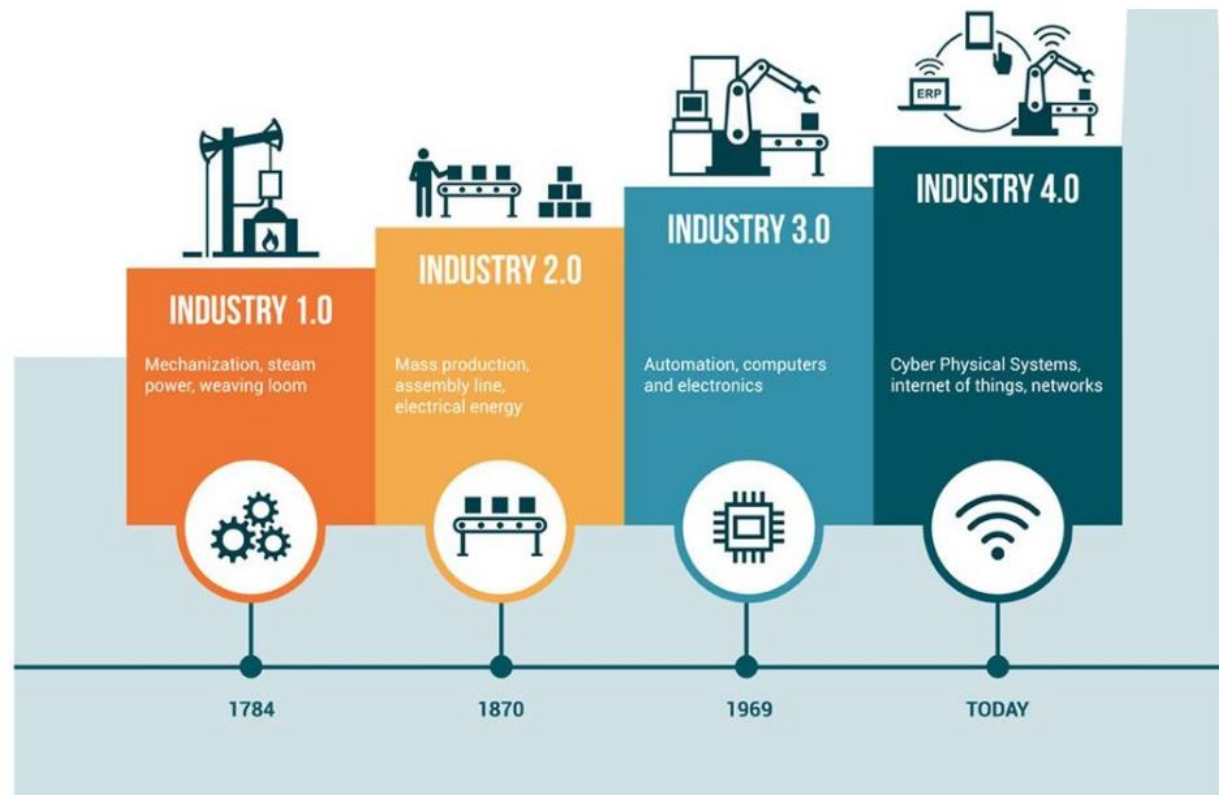 ERP
INDUSTRY 1.0
Mechanization, steam
power, weaving loom
INDUSTRY 2.0
Mass production,
assembly line,
electrical energy
INDUSTRY 3.0
Automation, computers
and electronics
INDUSTRY 4.0
Cyber Physical Systems,
internet of things, networks
1784
1870
1969
TODAY